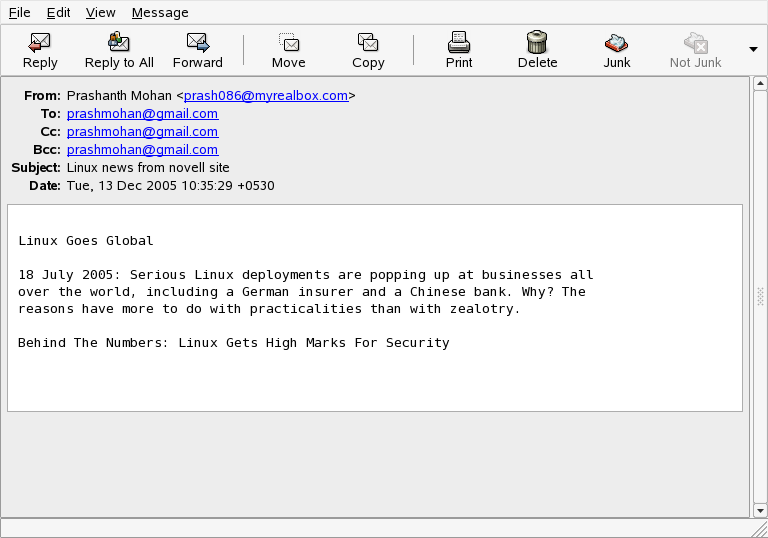 File Edit View Message
Reply Reply to All Forward Move Copy Print Delete Junk Not Junk
From: Prashanth Mohan <prash086@myrealbox.com>
To: prashmohan@gmail.com
Cc: prashmohan@gmail.com
Bcc: prashmohan@gmail.com
Subject: Linux news from novell site
Date: Tue, 13 Dec 2005 10:35:29 +0530
Linux Goes Global
18 July 2005: Serious Linux deployments are popping up at businesses all
over the world, including a German insurer and a Chinese bank. Why? The
reasons have more to do with practicalities than with zealotry.
Behind The Numbers: Linux Gets High Marks For Security